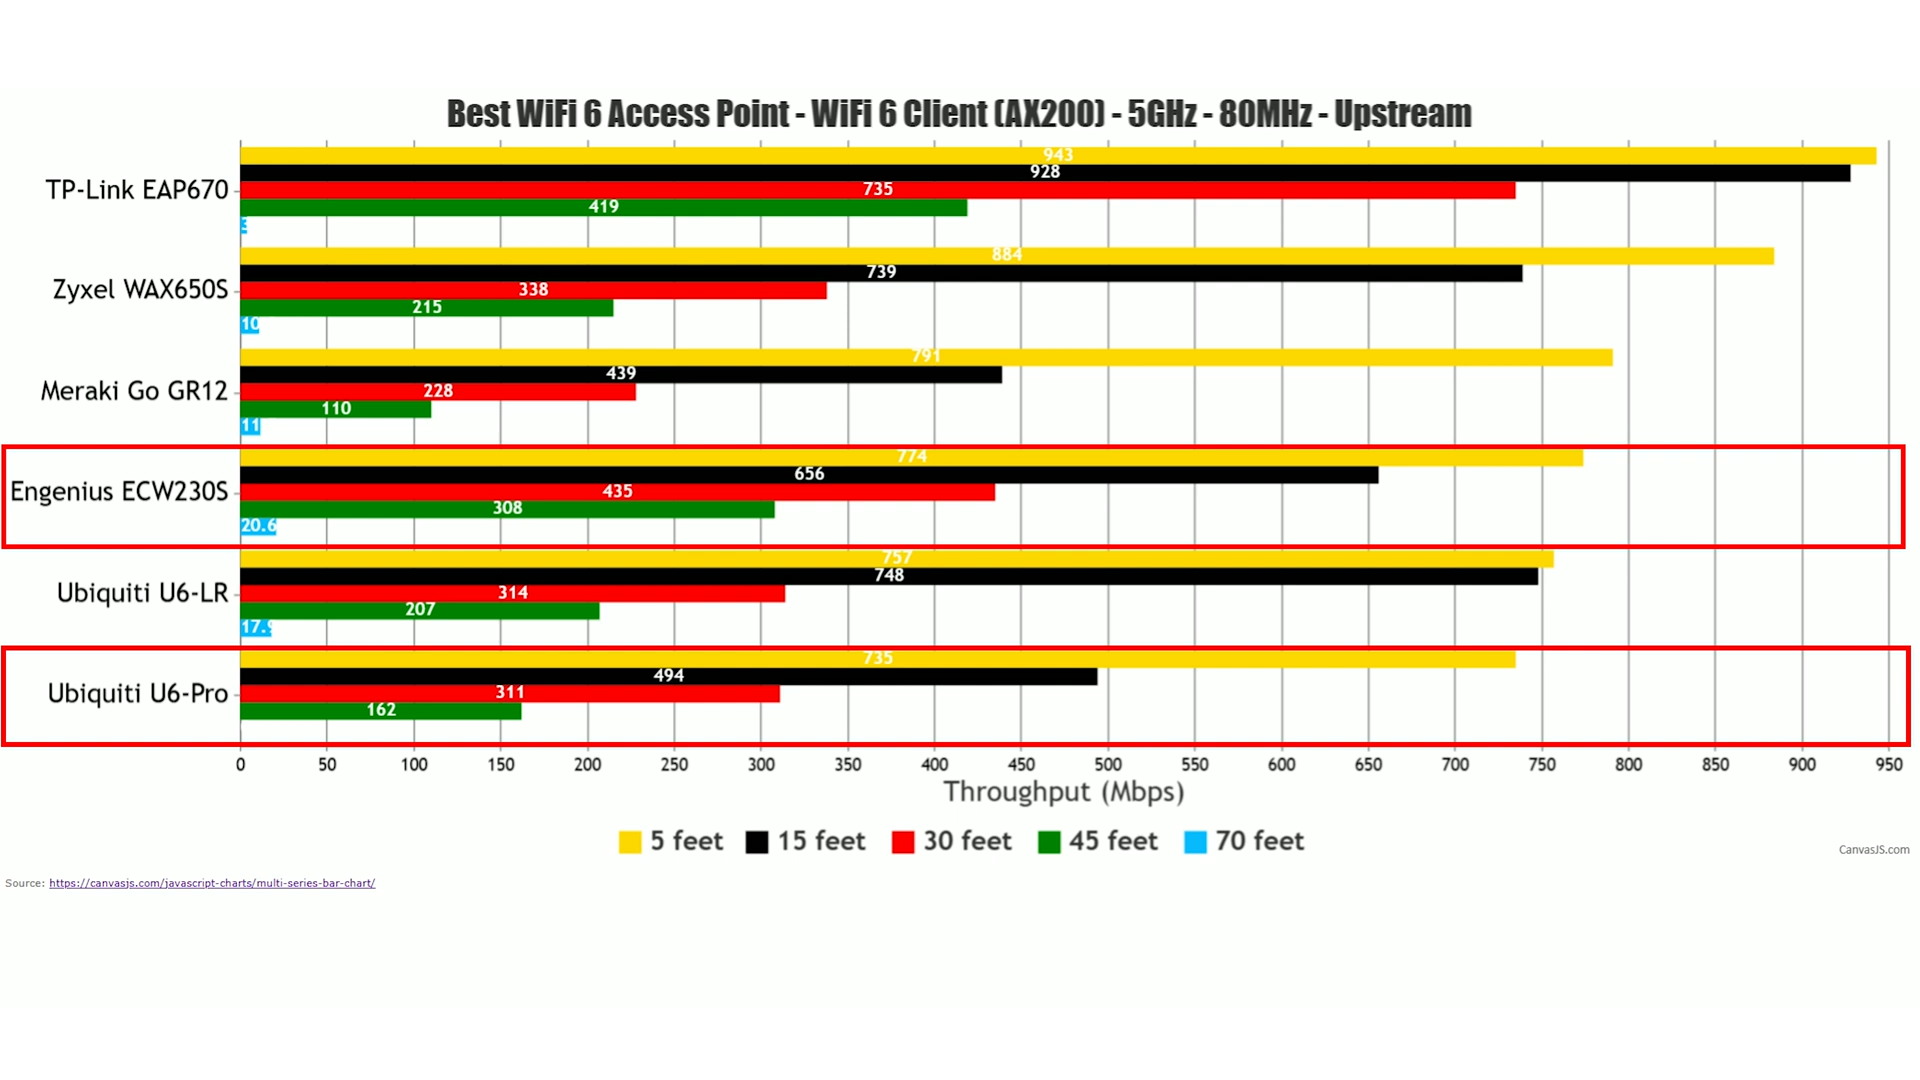 Best WiFi 6 Access Point - WiFi 6 Client (AX200) - 5GHz - 80MHz - Upstream
TP-Link EAP670
943
928
735
419
3
Zyxel WAX650S
884
739
338
215
10
Meraki Go GR12
791
439
228
110
11
Engenius ECW230S
774
656
435
308
20.6
Ubiquiti U6-LR
757
748
314
207
17.9
Ubiquiti U6-Pro
735
494
311
162
0 50 100 150 200 250 300 350 400 450 500 550 600 650 700 750 800 850 900 950
Throughput (Mbps)
5 feet 15 feet 30 feet 45 feet 70 feet
CanvasJS.com
Source: https://canvasjs.com/javascript-charts/multi-series-bar-chart/